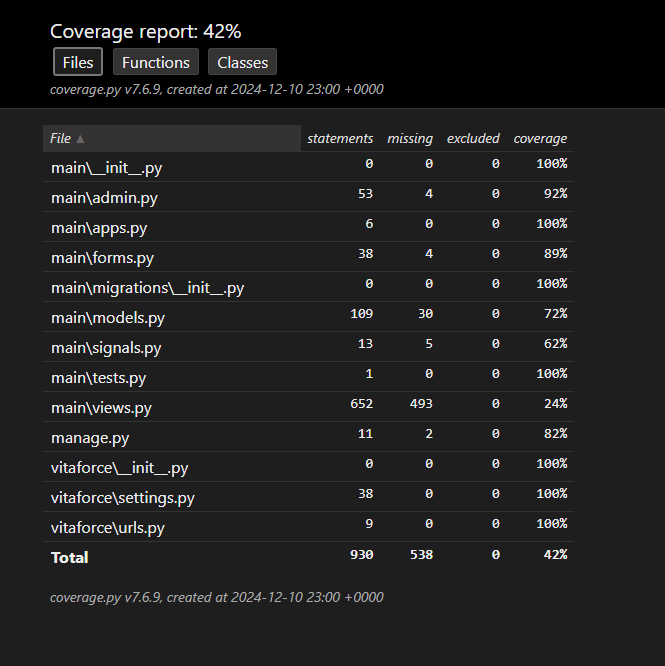 Coverage report: 42%
Files Functions Classes
coverage.py v7.6.9, created at 2024-12-10 23:00 +0000
File ▲ statements missing excluded coverage
main\__init__.py 0 0 0 100%
main\admin.py 53 4 0 92%
main\apps.py 6 0 0 100%
main\forms.py 38 4 0 89%
main\migrations\__init__.py 0 0 0 100%
main\models.py 109 30 0 72%
main\signals.py 13 5 0 62%
main\tests.py 1 0 0 100%
main\views.py 652 493 0 24%
manage.py 11 2 0 82%
vitaforce\__init__.py 0 0 0 100%
vitaforce\settings.py 38 0 0 100%
vitaforce\urls.py 9 0 0 100%
Total 930 538 0 42%
coverage.py v7.6.9, created at 2024-12-10 23:00 +0000